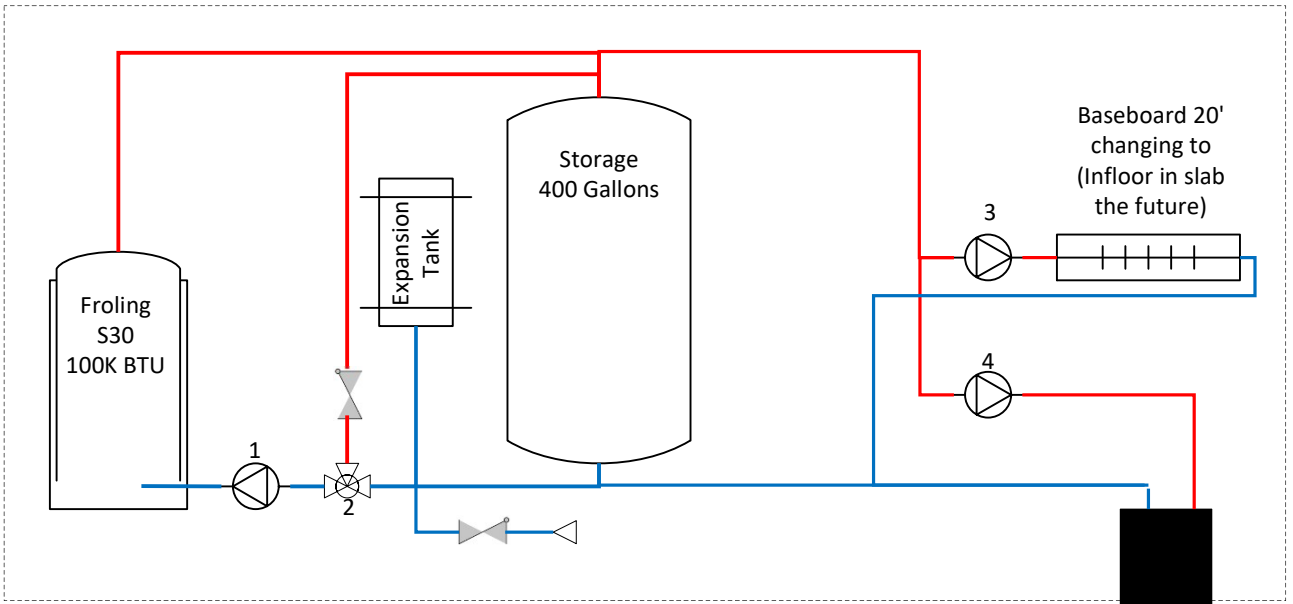 Froling
S30
100K BTU
1
2
Expansion
Tank
Storage
400 Gallons
3
4
Baseboard 20'
changing to
(Infloor in slab
the future)